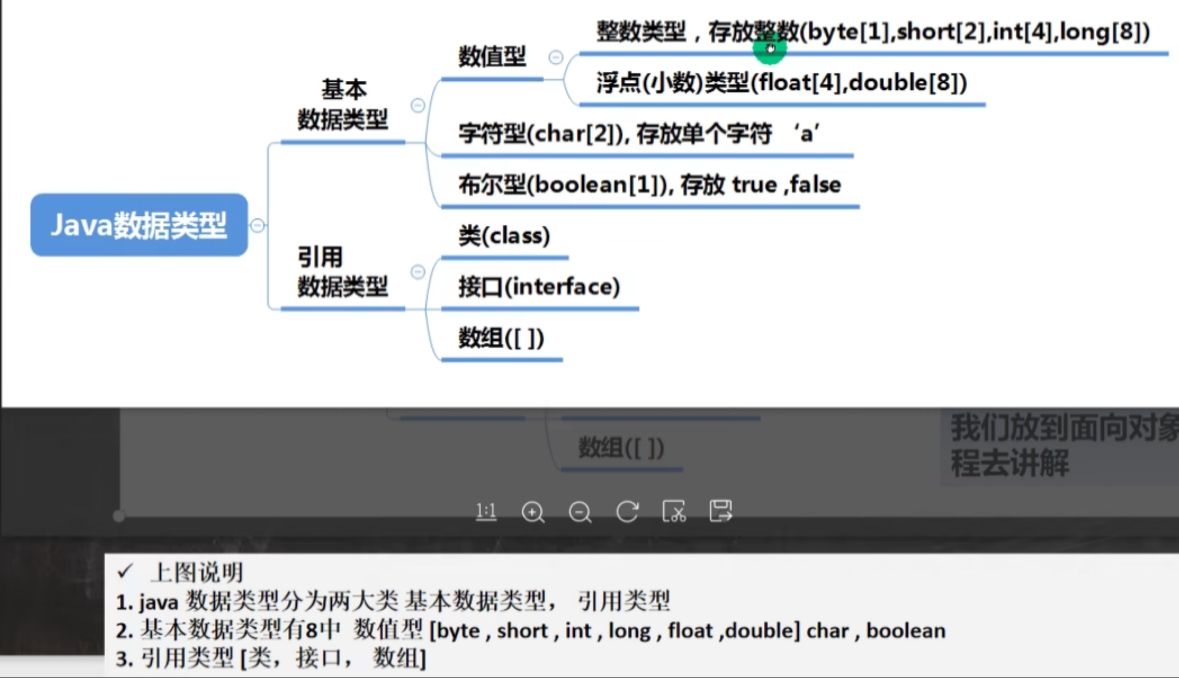 整数类型，存放整数(byte[1],short[2],int[4],long[8])
数值型
浮点(小数)类型(float[4],double[8])
基本
数据类型
字符型(char[2]), 存放单个字符 ‘a’
布尔型(boolean[1]), 存放 true ,false
Java数据类型
类(class)
引用
数据类型
接口(interface)
数组([ ])
我们放到面向对象
程去讲解
数组([ ])
1:1
✓ 上图说明
1. java 数据类型分为两大类 基本数据类型， 引用类型
2. 基本数据类型有8中 数值型 [byte , short , int , long , float ,double] char , boolean
3. 引用类型 [类，接口， 数组]